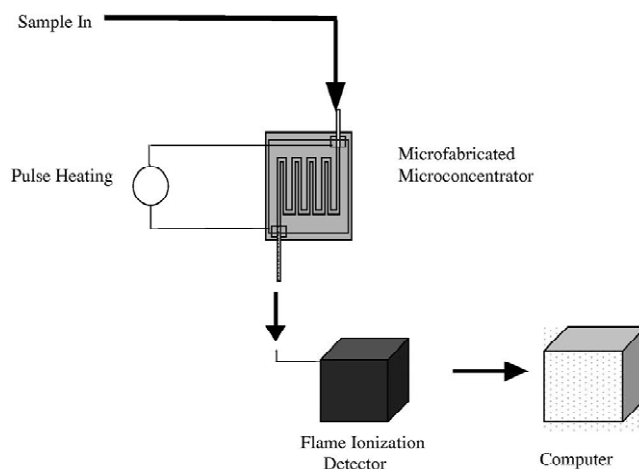 Sample In
Pulse Heating
Microfabricated
Microconcentrator
Flame Ionization
Detector
Computer